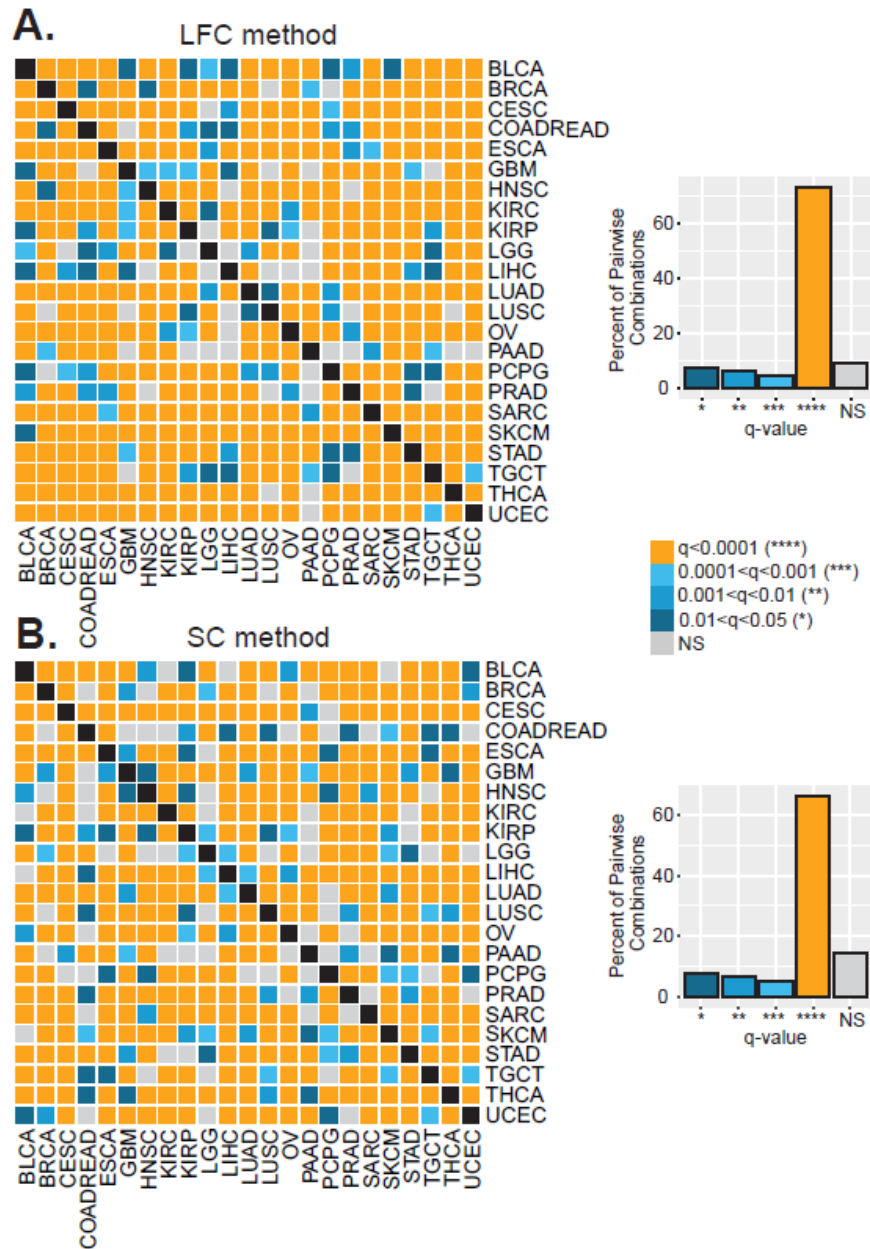 A.
LFC method
BLCA
BRCA
CESC
COADREAD
ESCA
GBM
HNSC
KIRC
KIRP
LGG
LIHC
LUAD
LUSC
OV
PAAD
PCPG
PRAD
SARC
SKCM
STAD
TGCT
THCA
UCEC
BLCA BRCA CESC COADREAD ESCA GBM HNSC KIRC KIRP LGG LIHC LUAD LUSC OV PAAD PCPG PRAD SARC SKCM STAD TGCT THCA UCEC
Percent of Pairwise
Combinations
60
40
20
0
* ** *** **** NS
q-value
q<0.0001 (****)
0.0001<q<0.001 (***)
0.001<q<0.01 (**)
0.01<q<0.05 (*)
NS
B.
SC method
BLCA
BRCA
CESC
COADREAD
ESCA
GBM
HNSC
KIRC
KIRP
LGG
LIHC
LUAD
LUSC
OV
PAAD
PCPG
PRAD
SARC
SKCM
STAD
TGCT
THCA
UCEC
BLCA BRCA CESC COADREAD ESCA GBM HNSC KIRC KIRP LGG LIHC LUAD LUSC OV PAAD PCPG PRAD SARC SKCM STAD TGCT THCA UCEC
Percent of Pairwise
Combinations
60
40
20
0
* ** *** **** NS
q-value